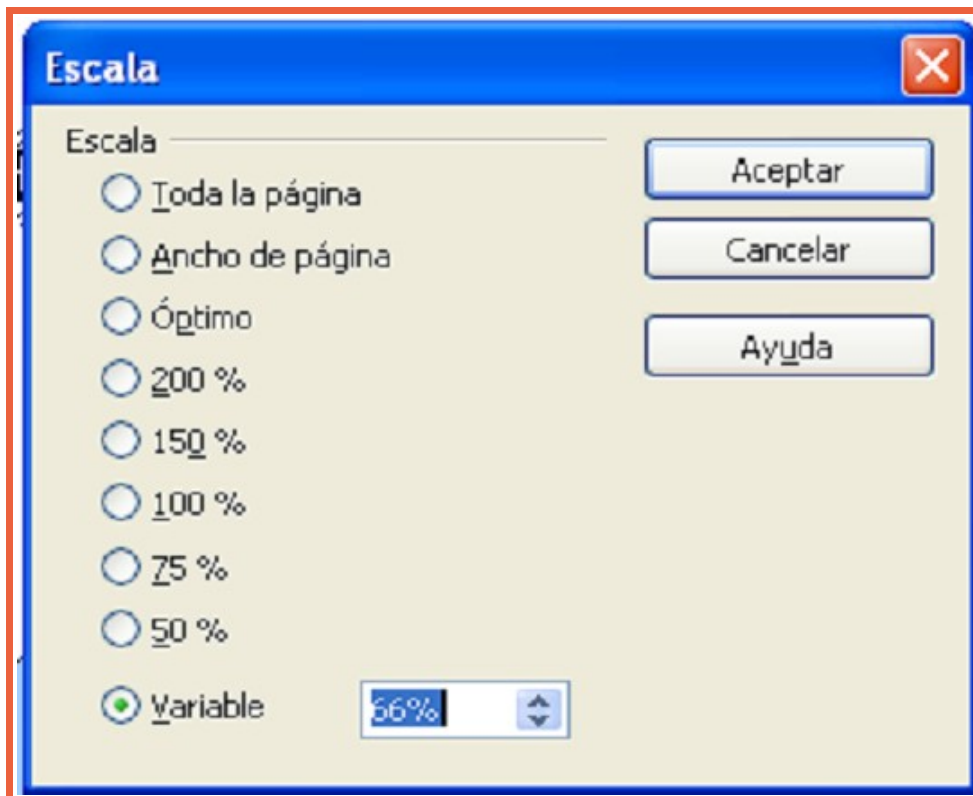 Escala
Escala
Toda la página
Ancho de página
Óptimo
200 %
150 %
100 %
75 %
50 %
Variable 66%
Aceptar
Cancelar
Ayuda